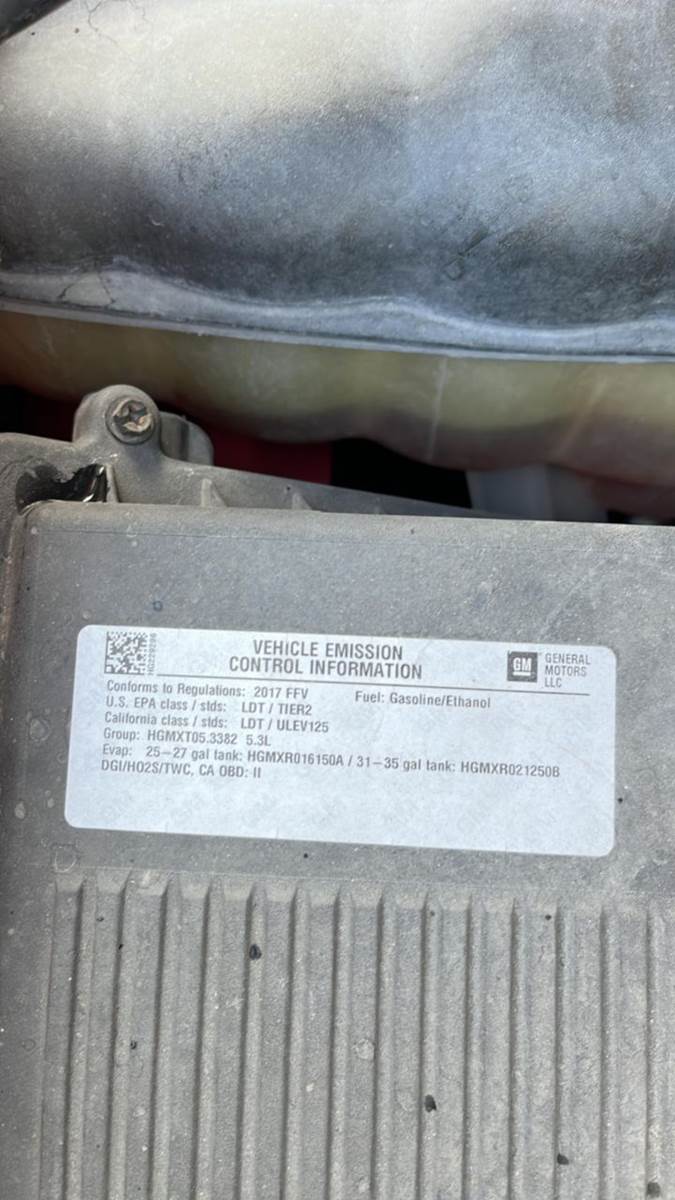 VEHICLE EMISSION
CONTROL INFORMATION
GM
GENERAL
MOTORS
LLC
Conforms to Regulations: 2017 FFV Fuel: Gasoline/Ethanol
U.S. EPA class / stds: LDT / TIER2
California class / stds: LDT / ULEV125
Group: HGMXT05.3382 5.3L
Evap: 25-27 gal tank: HGMXR016150A / 31-35 gal tank: HGMXR0212508
DGI/HO2S/TWC, CA OBD: II